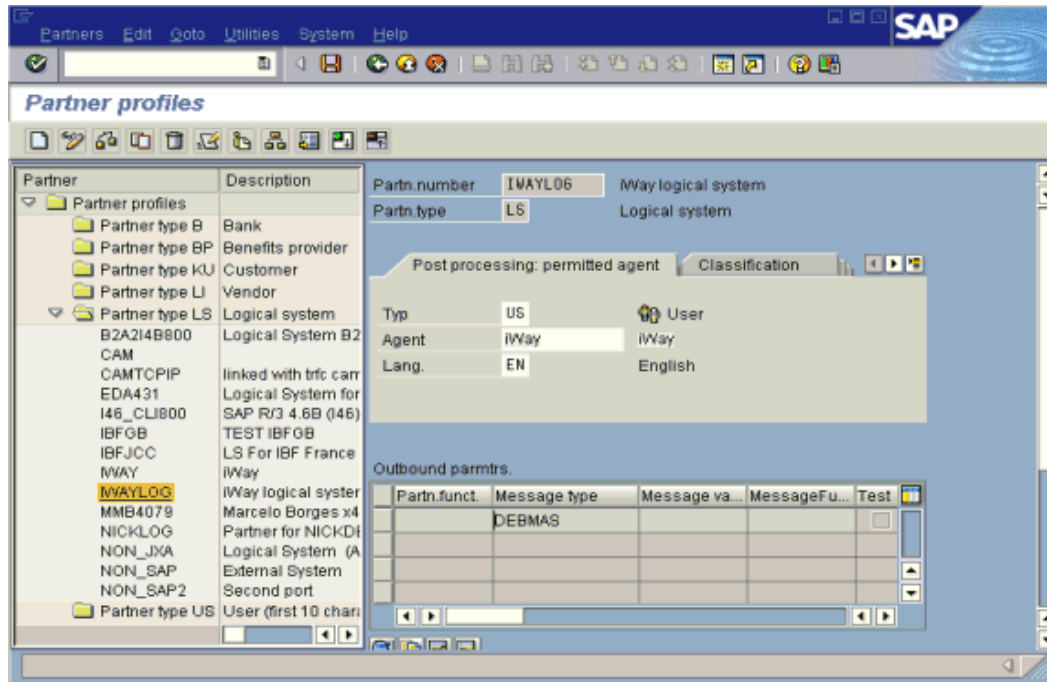 Partners Edit Goto Utilities System Help
SAP
Partner profiles
Partner Description
Partner profiles
Partner type B Bank
Partner type BP Benefits provider
Partner type KU Customer
Partner type LI Vendor
Partner type LS Logical system
B2A2I4B800 Logical System B2
CAM
CAMTCPIP linked with trfc cam
EDA431 Logical System for
I46_CLI800 SAP R/3 4.6B (I46)
IBFGB TEST IBFGB
IBFJCC LS For IBF France
IWAY iWay
IWAYLOG iWay logical syster
MMB4079 Marcelo Borges x4
NICKLOG Partner for NICKDE
NON_JXA Logical System (A
NON_SAP External System
NON_SAP2 Second port
Partner type US User (first 10 chara
Partn.number IWAYLOG iWay logical system
Partn.type LS Logical system
Post processing: permitted agent Classification
Typ US User
Agent iWay iWay
Lang. EN English
Outbound parmtrs.
Partn.funct. Message type Message va... MessageFu... Test
DEBMAS